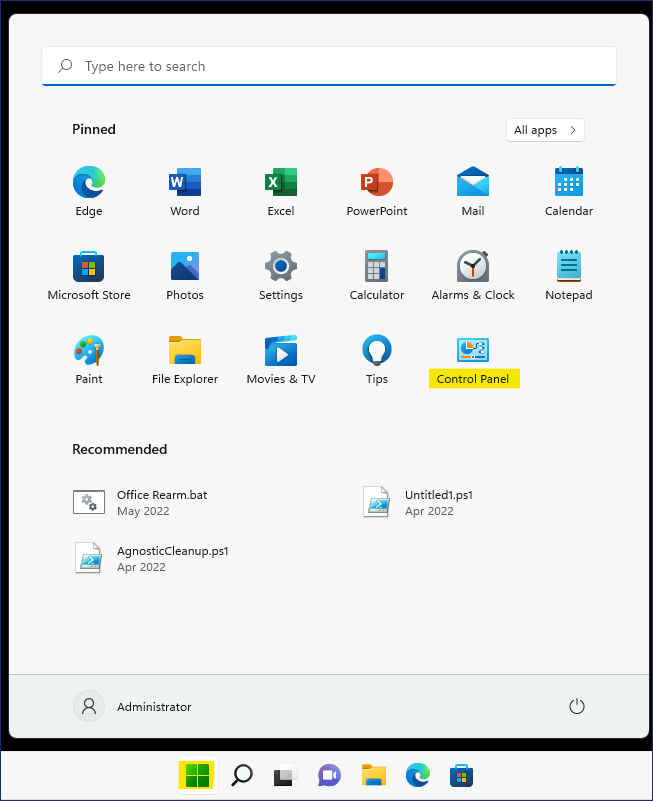 Type here to search
Pinned
All apps
Edge
Word
Excel
PowerPoint
Mail
Calendar
Microsoft Store
Photos
Settings
Calculator
Alarms & Clock
Notepad
Paint
File Explorer
Movies & TV
Tips
Control Panel
Recommended
Office Rearm.bat
May 2022
Untitled1.ps1
Apr 2022
AgnosticCleanup.ps1
Apr 2022
Administrator